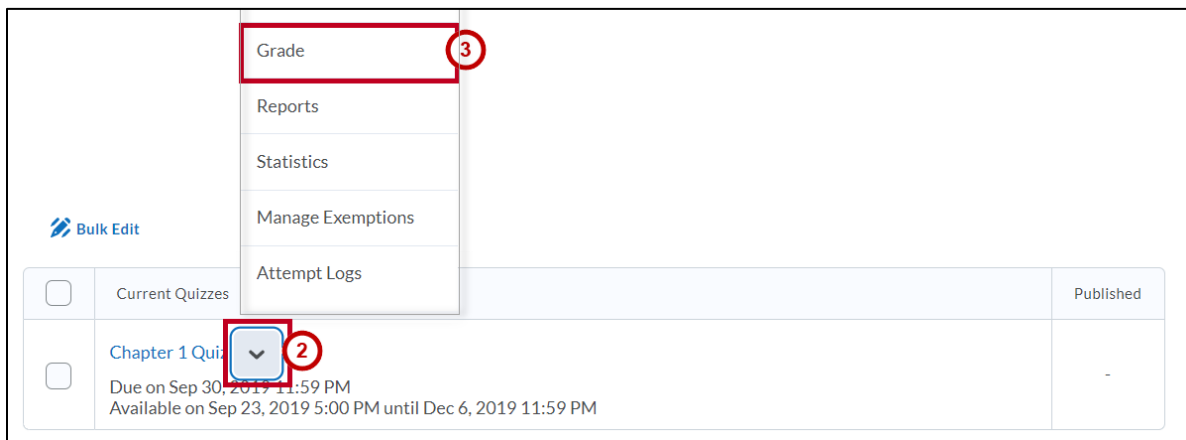 Grade
3
Reports
Statistics
Manage Exemptions
Attempt Logs
Bulk Edit
Current Quizzes
Published
Chapter 1 Qui
2
Due on Sep 30, 2019 11:59 PM
Available on Sep 23, 2019 5:00 PM until Dec 6, 2019 11:59 PM
-